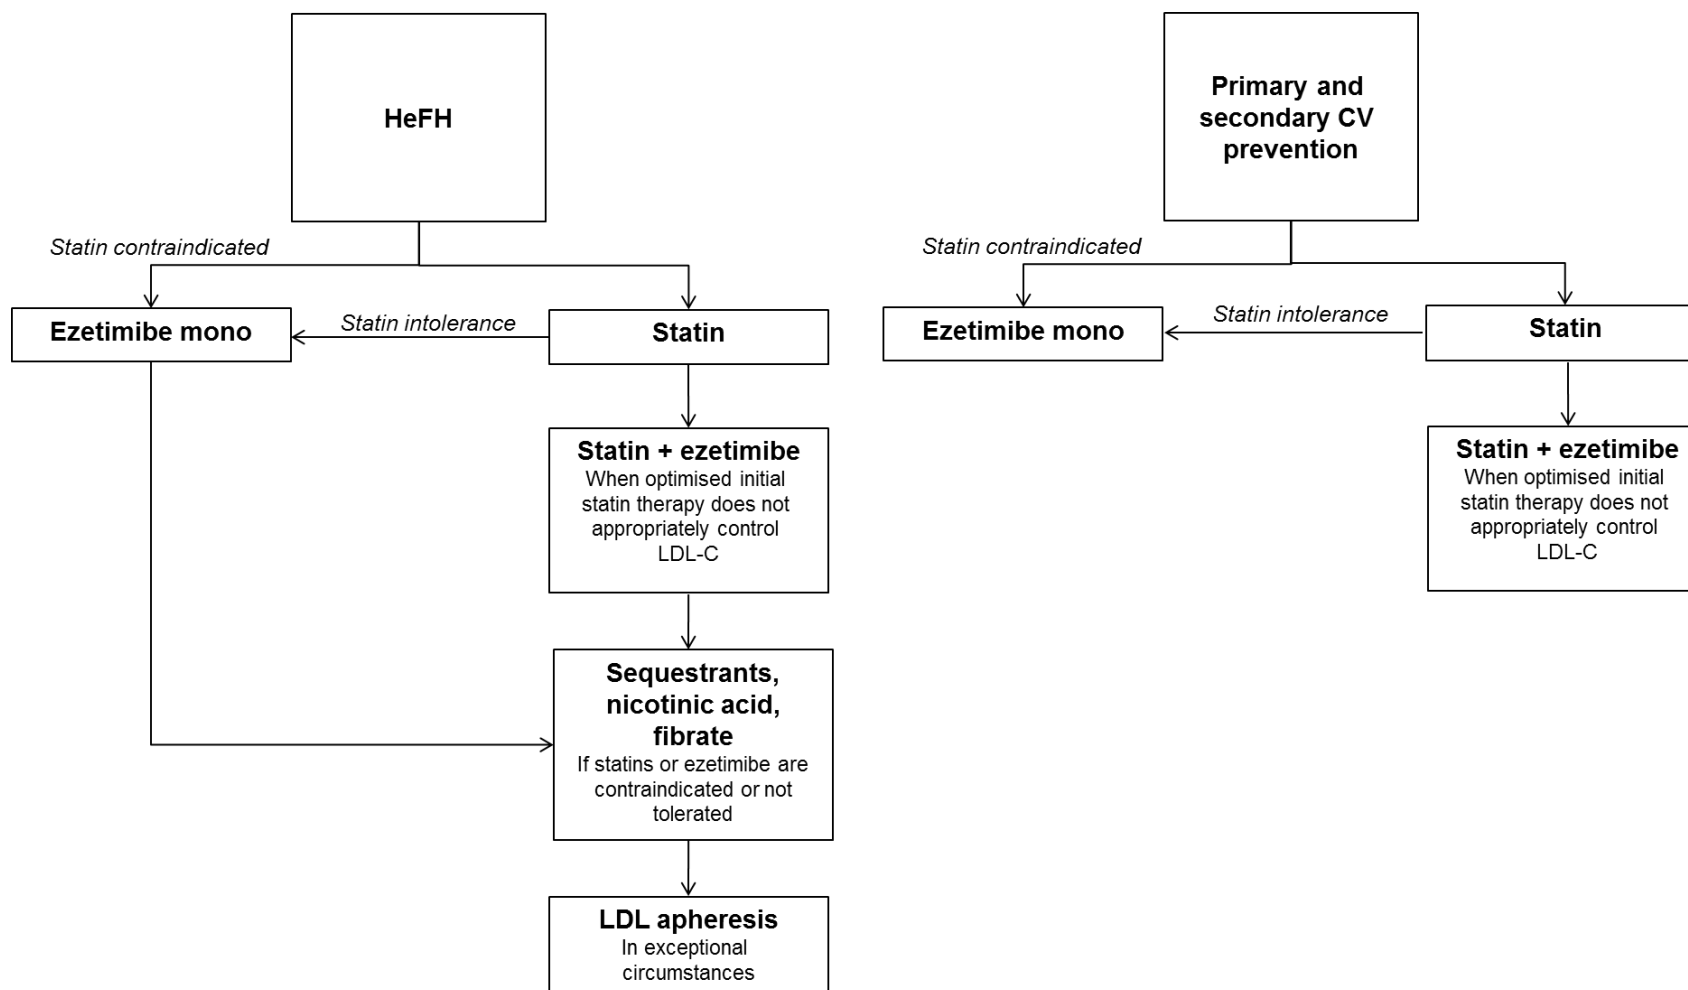 HeFH
Statin contraindicated
Ezetimibe mono
Statin intolerance
Statin
Statin + ezetimibe
When optimised initial
statin therapy does not
appropriately control
LDL-C
Sequestrants,
nicotinic acid,
fibrate
If statins or ezetimibe are
contraindicated or not
tolerated
LDL apheresis
In exceptional
circumstances
Primary and
secondary CV
prevention
Statin contraindicated
Ezetimibe mono
Statin intolerance
Statin
Statin + ezetimibe
When optimised initial
statin therapy does not
appropriately control
LDL-C